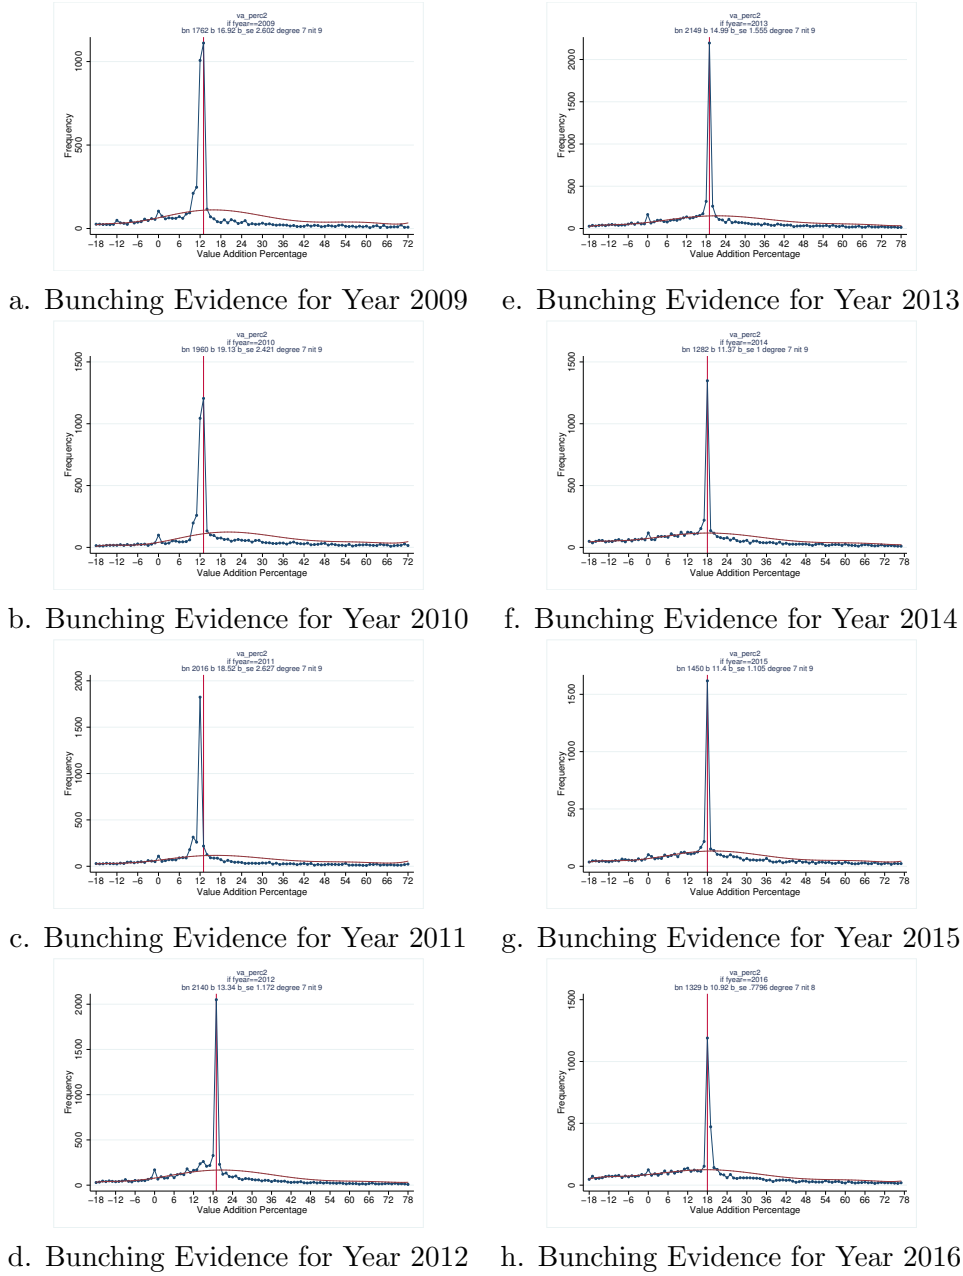 va_perc2
if fyear==2009
bn 1762 b 16.92 b_se 2.602 degree 7 nit 9
Frequency
0 500 1000
−18 −12 −6 0 6 12 18 24 30 36 42 48 54 60 66 72
Value Addition Percentage
a. Bunching Evidence for Year 2009
va_perc2
if fyear==2013
bn 2149 b 14.99 b_se 1.555 degree 7 nit 9
Frequency
0 500 1000 1500 2000
−18 −12 −6 0 6 12 18 24 30 36 42 48 54 60 66 72 78
Value Addition Percentage
e. Bunching Evidence for Year 2013
va_perc2
if fyear==2010
bn 1960 b 19.13 b_se 2.421 degree 7 nit 9
Frequency
0 500 1000 1500
−18 −12 −6 0 6 12 18 24 30 36 42 48 54 60 66 72
Value Addition Percentage
b. Bunching Evidence for Year 2010
va_perc2
if fyear==2014
bn 1282 b 11.37 b_se 1 degree 7 nit 9
Frequency
0 500 1000 1500
−18 −12 −6 0 6 12 18 24 30 36 42 48 54 60 66 72 78
Value Addition Percentage
f. Bunching Evidence for Year 2014
va_perc2
if fyear==2011
bn 2016 b 18.52 b_se 2.627 degree 7 nit 9
Frequency
0 500 1000 1500 2000
−18 −12 −6 0 6 12 18 24 30 36 42 48 54 60 66 72
Value Addition Percentage
c. Bunching Evidence for Year 2011
va_perc2
if fyear==2015
bn 1450 b 11.4 b_se 1.105 degree 7 nit 9
Frequency
0 500 1000 1500
−18 −12 −6 0 6 12 18 24 30 36 42 48 54 60 66 72 78
Value Addition Percentage
g. Bunching Evidence for Year 2015
va_perc2
if fyear==2012
bn 2140 b 13.34 b_se 1.172 degree 7 nit 9
Frequency
0 500 1000 1500 2000
−18 −12 −6 0 6 12 18 24 30 36 42 48 54 60 66 72 78
Value Addition Percentage
d. Bunching Evidence for Year 2012
va_perc2
if fyear==2016
bn 1329 b 10.92 b_se .7796 degree 7 nit 8
Frequency
0 500 1000 1500
−18 −12 −6 0 6 12 18 24 30 36 42 48 54 60 66 72 78
Value Addition Percentage
h. Bunching Evidence for Year 2016